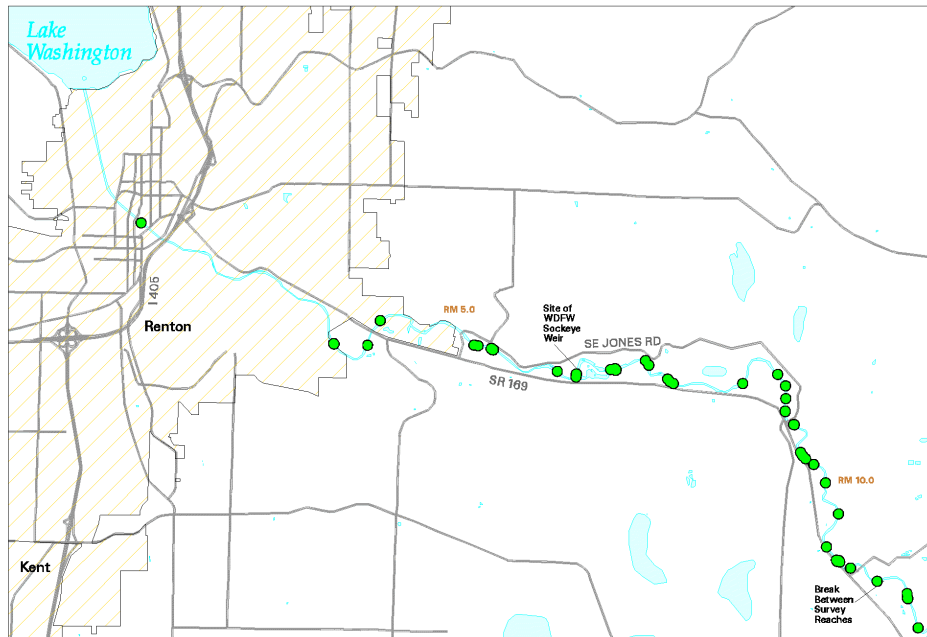 Lake
Washington
I 405
Renton
RM 5.0
Site of
WDFW
Sockeye
Weir
SE JONES RD
SR 169
RM 10.0
Kent
Break
Between
Survey
Reaches